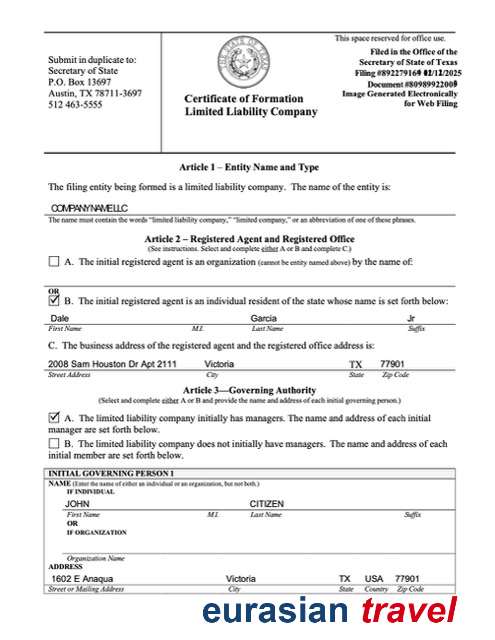 This space reserved for office use.
Submit in duplicate to:
Secretary of State
P.O. Box 13697
Austin, TX 78711-3697
512 463-5555
THE STATE OF TEXAS
Certificate of Formation
Limited Liability Company
Filed in the Office of the
Secretary of State of Texas
Filing #892279169 02/12/2025
Document #80989922009
Image Generated Electronically
for Web Filing
Article 1 – Entity Name and Type
The filing entity being formed is a limited liability company. The name of the entity is:
COMPANY NAME LLC
The name must contain the words “limited liability company,” “limited company,” or an abbreviation of one of these phrases.
Article 2 – Registered Agent and Registered Office
(See instructions. Select and complete either A or B and complete C.)
A. The initial registered agent is an organization (cannot be entity named above) by the name of:
OR
B. The initial registered agent is an individual resident of the state whose name is set forth below:
Dale Garcia Jr
First Name M.I. Last Name Suffix
C. The business address of the registered agent and the registered office address is:
2008 Sam Houston Dr Apt 2111 Victoria TX 77901
Street Address City State Zip Code
Article 3—Governing Authority
(Select and complete either A or B and provide the name and address of each initial governing person.)
A. The limited liability company initially has managers. The name and address of each initial
manager are set forth below.
B. The limited liability company does not initially have managers. The name and address of each
initial member are set forth below.
INITIAL GOVERNING PERSON 1
NAME (Enter the name of either an individual or an organization, but not both.)
IF INDIVIDUAL
JOHN CITIZEN
First Name M.I. Last Name Suffix
OR
IF ORGANIZATION
Organization Name
ADDRESS
1602 E Anaqua Victoria TX USA 77901
Street or Mailing Address City State Country Zip Code
eurasian travel